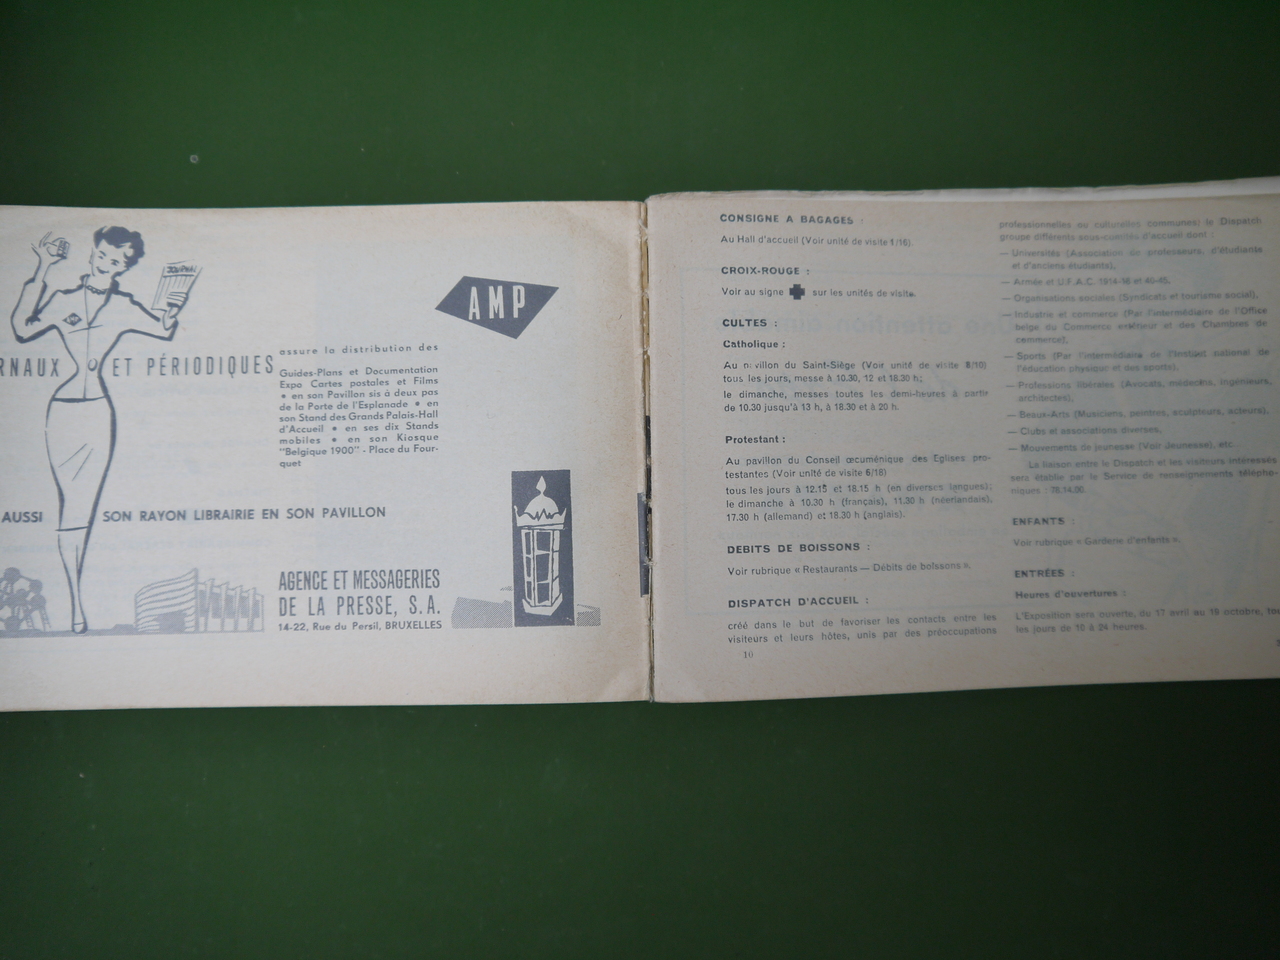 JOURNAL
AMP
RNAUX ET PÉRIODIQUES
assure la distribution des
Guides-Plans et Documentation
Expo Cartes postales et Films
• en son Pavillon sis à deux pas
de la Porte de l'Esplanade • en
son Stand des Grands Palais-Hall
d'Accueil • en ses dix Stands
mobiles • en son Kiosque
"Belgique 1900" - Place du Four-
quet
AUSSI SON RAYON LIBRAIRIE EN SON PAVILLON
AGENCE ET MESSAGERIES
DE LA PRESSE, S.A.
14-22, Rue du Persil, BRUXELLES
CONSIGNE A BAGAGES :
Au Hall d'accueil (Voir unité de visite 1/16).
CROIX-ROUGE :
Voir au signe ✚ sur les unités de visite.
CULTES :
Catholique :
Au pavillon du Saint-Siège (Voir unité de visite 8/10)
tous les jours, messe à 10.30, 12 et 18.30 h ;
le dimanche, messes toutes les demi-heures à partir
de 10.30 jusqu'à 13 h, à 18.30 et à 20 h.
Protestant :
Au pavillon du Conseil œcuménique des Eglises pro-
testantes (Voir unité de visite 6/18)
tous les jours à 12.15 et 18.15 h (en diverses langues) ;
le dimanche à 10.30 h (français), 11.30 h (néerlandais),
17.30 h (allemand) et 18.30 h (anglais).
DEBITS DE BOISSONS :
Voir rubrique « Restaurants — Débits de boissons ».
DISPATCH D'ACCUEIL :
créé dans le but de favoriser les contacts entre les
visiteurs et leurs hôtes, unis par des préoccupations
10
professionnelles ou culturelles communes; le Dispatch
groupe différents sous-comités d'accueil dont :
— Universités (Association de professeurs, d'étudiants
et d'anciens étudiants),
— Armée et U.F.A.C. 1914-18 et 40-45,
— Organisations sociales (Syndicats et tourisme social),
— Industrie et commerce (Par l'intermédiaire de l'Office
belge du Commerce extérieur et des Chambres de
commerce),
— Sports (Par l'intermédiaire de l'Institut national de
l'éducation physique et des sports),
— Professions libérales (Avocats, médecins, ingénieurs,
architectes),
— Beaux-Arts (Musiciens, peintres, sculpteurs, acteurs),
— Clubs et associations diverses,
— Mouvements de jeunesse (Voir Jeunesse), etc...
La liaison entre le Dispatch et les visiteurs intéressés
sera établie par le Service de renseignements télépho-
niques : 78.14.00.
ENFANTS :
Voir rubrique « Garderie d'enfants ».
ENTRÉES :
Heures d'ouvertures :
L'Exposition sera ouverte, du 17 avril au 19 octobre, tou
les jours de 10 à 24 heures.